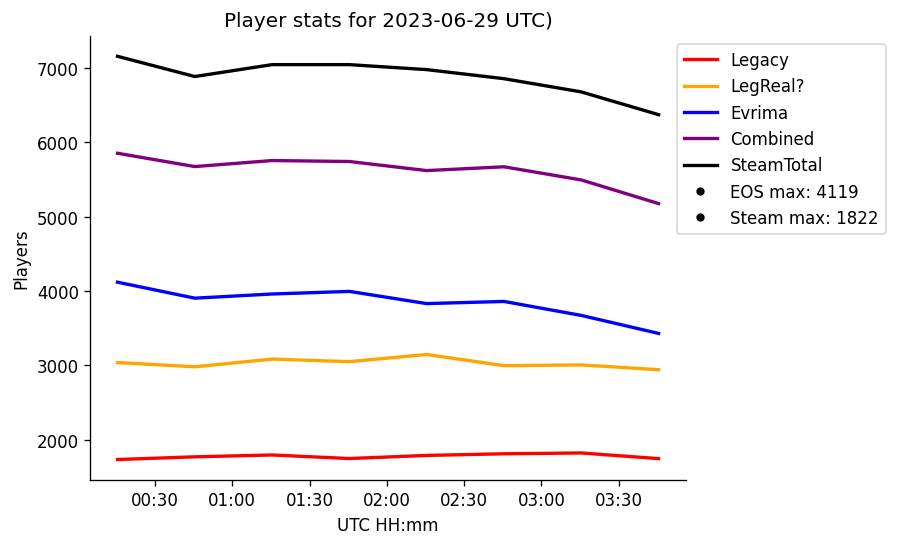 Player stats for 2023-06-29 UTC)
Legacy
LegReal?
Evrima
Combined
SteamTotal
EOS max: 4119
Steam max: 1822
Players
7000
6000
5000
4000
3000
2000
00:30 01:00 01:30 02:00 02:30 03:00 03:30
UTC HH:mm